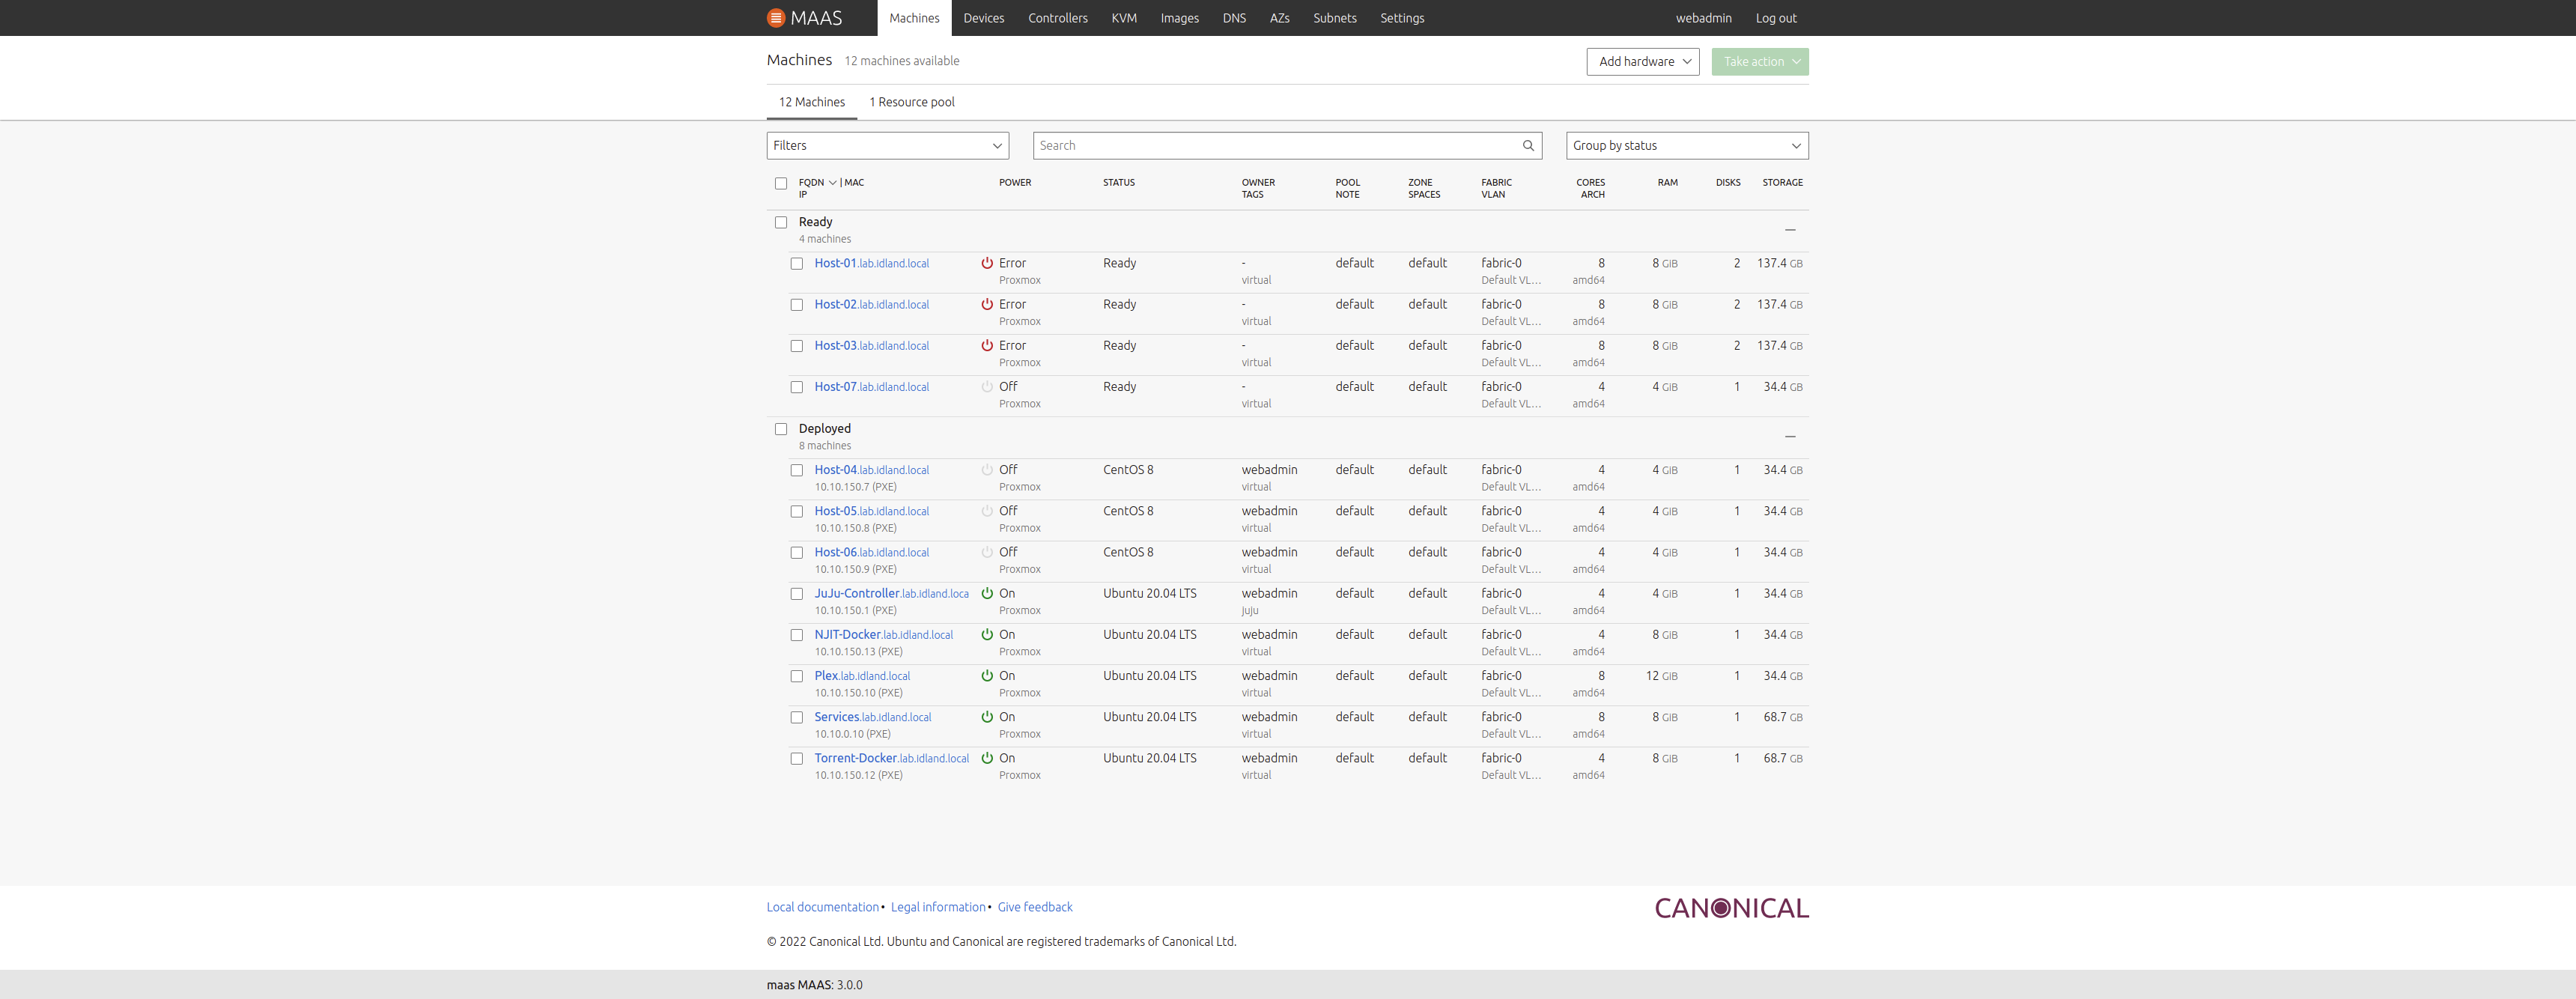 MAAS Machines Devices Controllers KVM Images DNS AZs Subnets Settings webadmin Log out
Machines 12 machines available Add hardware Take action
12 Machines 1 Resource pool
Filters Search Group by status
FQDN | MAC POWER STATUS OWNER POOL ZONE FABRIC CORES RAM DISKS STORAGE
IP TAGS NOTE SPACES VLAN ARCH
Ready
4 machines
Host-01.lab.idland.local Error Ready - default default fabric-0 8 8 GiB 2 137.4 GB
Proxmox virtual Default VL... amd64
Host-02.lab.idland.local Error Ready - default default fabric-0 8 8 GiB 2 137.4 GB
Proxmox virtual Default VL... amd64
Host-03.lab.idland.local Error Ready - default default fabric-0 8 8 GiB 2 137.4 GB
Proxmox virtual Default VL... amd64
Host-07.lab.idland.local Off Ready - default default fabric-0 4 4 GiB 1 34.4 GB
Proxmox virtual Default VL... amd64
Deployed
8 machines
Host-04.lab.idland.local Off CentOS 8 webadmin default default fabric-0 4 4 GiB 1 34.4 GB
10.10.150.7 (PXE) Proxmox virtual Default VL... amd64
Host-05.lab.idland.local Off CentOS 8 webadmin default default fabric-0 4 4 GiB 1 34.4 GB
10.10.150.8 (PXE) Proxmox virtual Default VL... amd64
Host-06.lab.idland.local Off CentOS 8 webadmin default default fabric-0 4 4 GiB 1 34.4 GB
10.10.150.9 (PXE) Proxmox virtual Default VL... amd64
JuJu-Controller.lab.idland.loca On Ubuntu 20.04 LTS webadmin default default fabric-0 4 4 GiB 1 34.4 GB
10.10.150.1 (PXE) Proxmox juju Default VL... amd64
NJIT-Docker.lab.idland.local On Ubuntu 20.04 LTS webadmin default default fabric-0 4 8 GiB 1 34.4 GB
10.10.150.13 (PXE) Proxmox virtual Default VL... amd64
Plex.lab.idland.local On Ubuntu 20.04 LTS webadmin default default fabric-0 8 12 GiB 1 34.4 GB
10.10.150.10 (PXE) Proxmox virtual Default VL... amd64
Services.lab.idland.local On Ubuntu 20.04 LTS webadmin default default fabric-0 8 8 GiB 1 68.7 GB
10.10.0.10 (PXE) Proxmox virtual Default VL... amd64
Torrent-Docker.lab.idland.local On Ubuntu 20.04 LTS webadmin default default fabric-0 4 8 GiB 1 68.7 GB
10.10.150.12 (PXE) Proxmox virtual Default VL... amd64
Local documentation • Legal information • Give feedback CANONICAL
© 2022 Canonical Ltd. Ubuntu and Canonical are registered trademarks of Canonical Ltd.
maas MAAS: 3.0.0